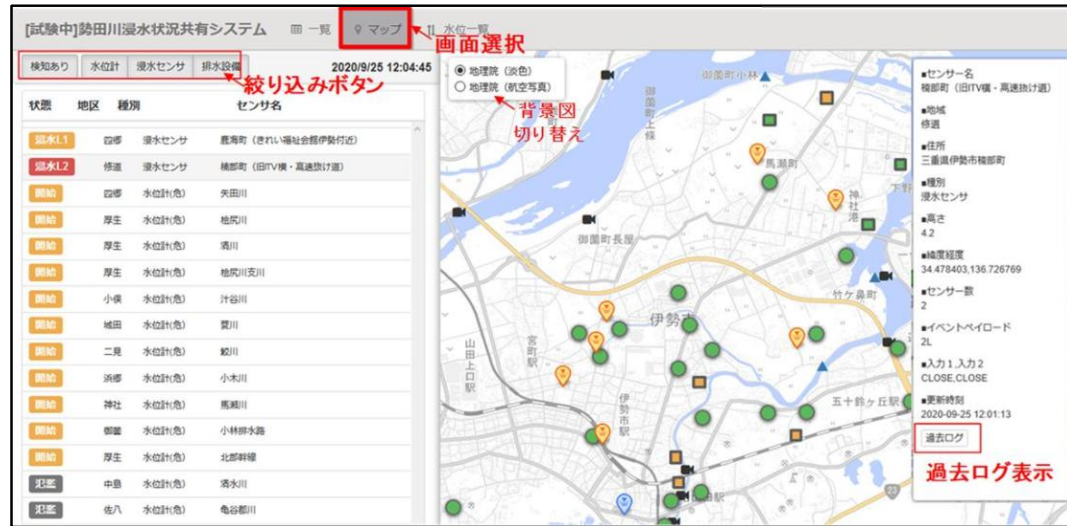 [試験中]勢田川浸水状況共有システム 一覧 マップ 水位一覧
画面選択
検知あり 水位計 浸水センサ 排水設備 2020/9/25 12:04:45
絞り込みボタン
状態 地区 種別 センサ名
溢水L1 四郷 浸水センサ 鹿海町（きれい福祉会館伊勢付近）
溢水L2 修道 浸水センサ 楠部町（旧ITV横・高速抜け道）
開始 四郷 水位計(危) 矢田川
開始 厚生 水位計(危) 桧尻川
開始 厚生 水位計(危) 清川
開始 厚生 水位計(危) 桧尻川支川
開始 小俣 水位計(危) 汁谷川
開始 城田 水位計(危)
開始 二見 水位計(危)
開始 浜郷 水位計(危) 小木川
開始 神社 水位計(危) 馬瀬川
開始 御薗 水位計(危) 小林排水路
開始 厚生 水位計(危) 北部幹線
氾濫 中島 水位計(危) 清水川
氾濫 佐八 水位計(危) 亀谷郡川
地理院（淡色）
地理院（航空写真）
背景図
切り替え
御薗町小林
御薗町上條
馬瀬町
神社港
下野
御薗町長屋
竹ケ鼻町
伊勢市
宮町駅
山田上口駅
伊勢市駅
五十鈴ヶ丘駅
田駅
23
■センサー名
楠部町（旧ITV横・高速抜け道）
■地域
修道
■住所
三重県伊勢市楠部町
■種別
浸水センサ
■高さ
4.2
■緯度経度
34.478403,136.726769
■センサー数
2
■イベントペイロード
2L
■入力1,入力2
CLOSE,CLOSE
■更新時刻
2020-09-25 12:01:13
過去ログ
過去ログ表示